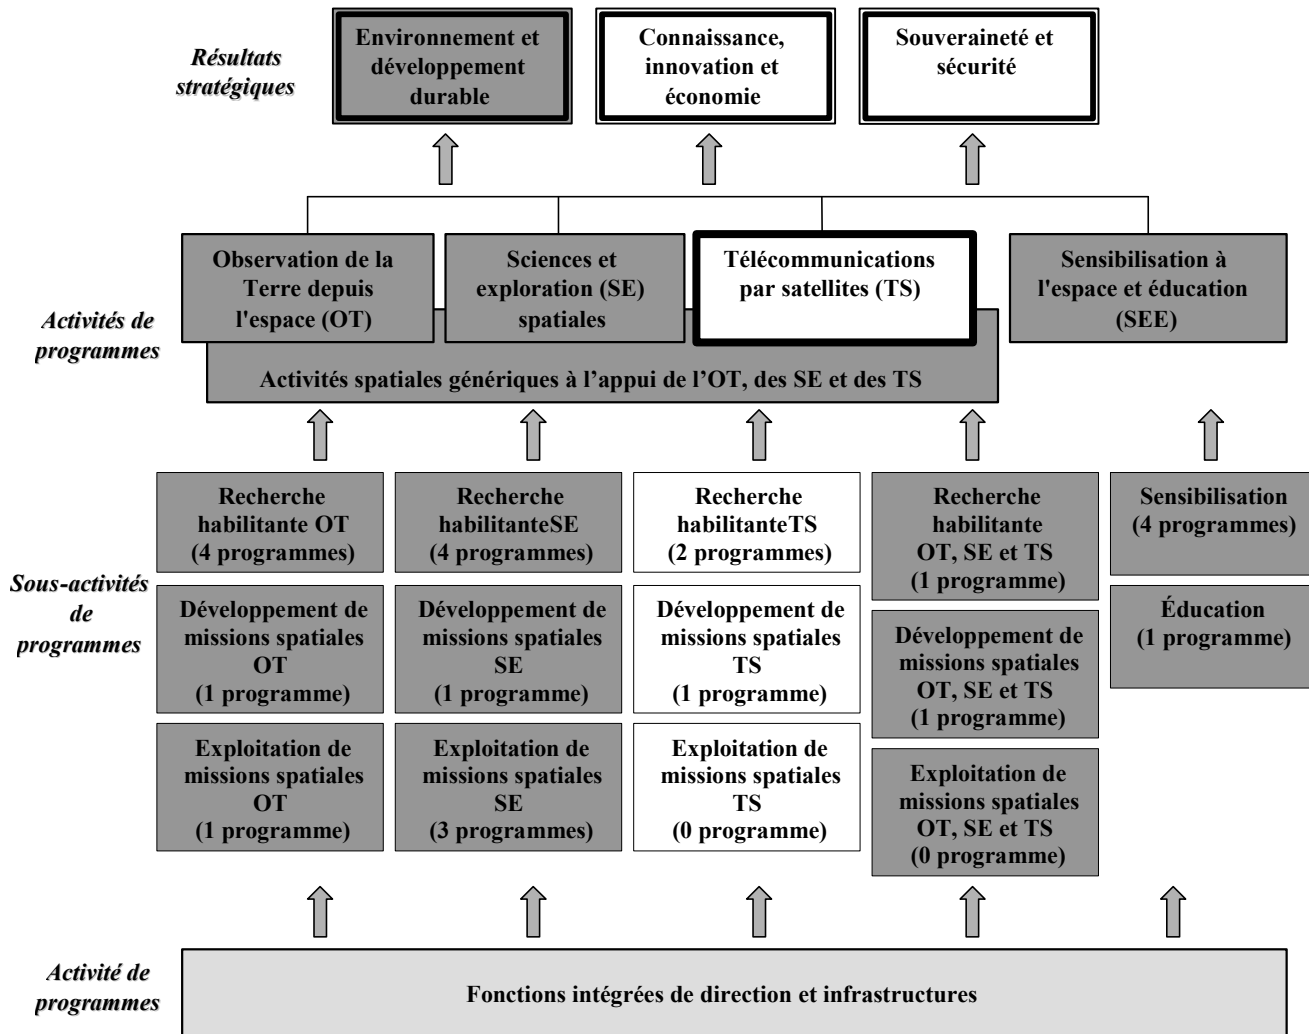 Résultats
stratégiques
Environnement et
développement
durable
Connaissance,
innovation et
économie
Souveraineté et
sécurité
Activités de
programmes
Observation de la
Terre depuis
l'espace (OT)
Sciences et
exploration (SE)
spatiales
Télécommunications
par satellites (TS)
Sensibilisation à
l'espace et éducation
(SEE)
Activités spatiales génériques à l’appui de l’OT, des SE et des TS
Sous-activités
de
programmes
Recherche
habilitante OT
(4 programmes)
Développement de
missions spatiales
OT
(1 programme)
Exploitation de
missions spatiales
OT
(1 programme)
Recherche
habilitanteSE
(4 programmes)
Développement de
missions spatiales
SE
(1 programme)
Exploitation de
missions spatiales
SE
(3 programmes)
Recherche
habilitanteTS
(2 programmes)
Développement de
missions spatiales
TS
(1 programme)
Exploitation de
missions spatiales
TS
(0 programme)
Recherche
habilitante
OT, SE et TS
(1 programme)
Développement de
missions spatiales
OT, SE et TS
(1 programme)
Exploitation de
missions spatiales
OT, SE et TS
(0 programme)
Sensibilisation
(4 programmes)
Éducation
(1 programme)
Activité de
programmes
Fonctions intégrées de direction et infrastructures